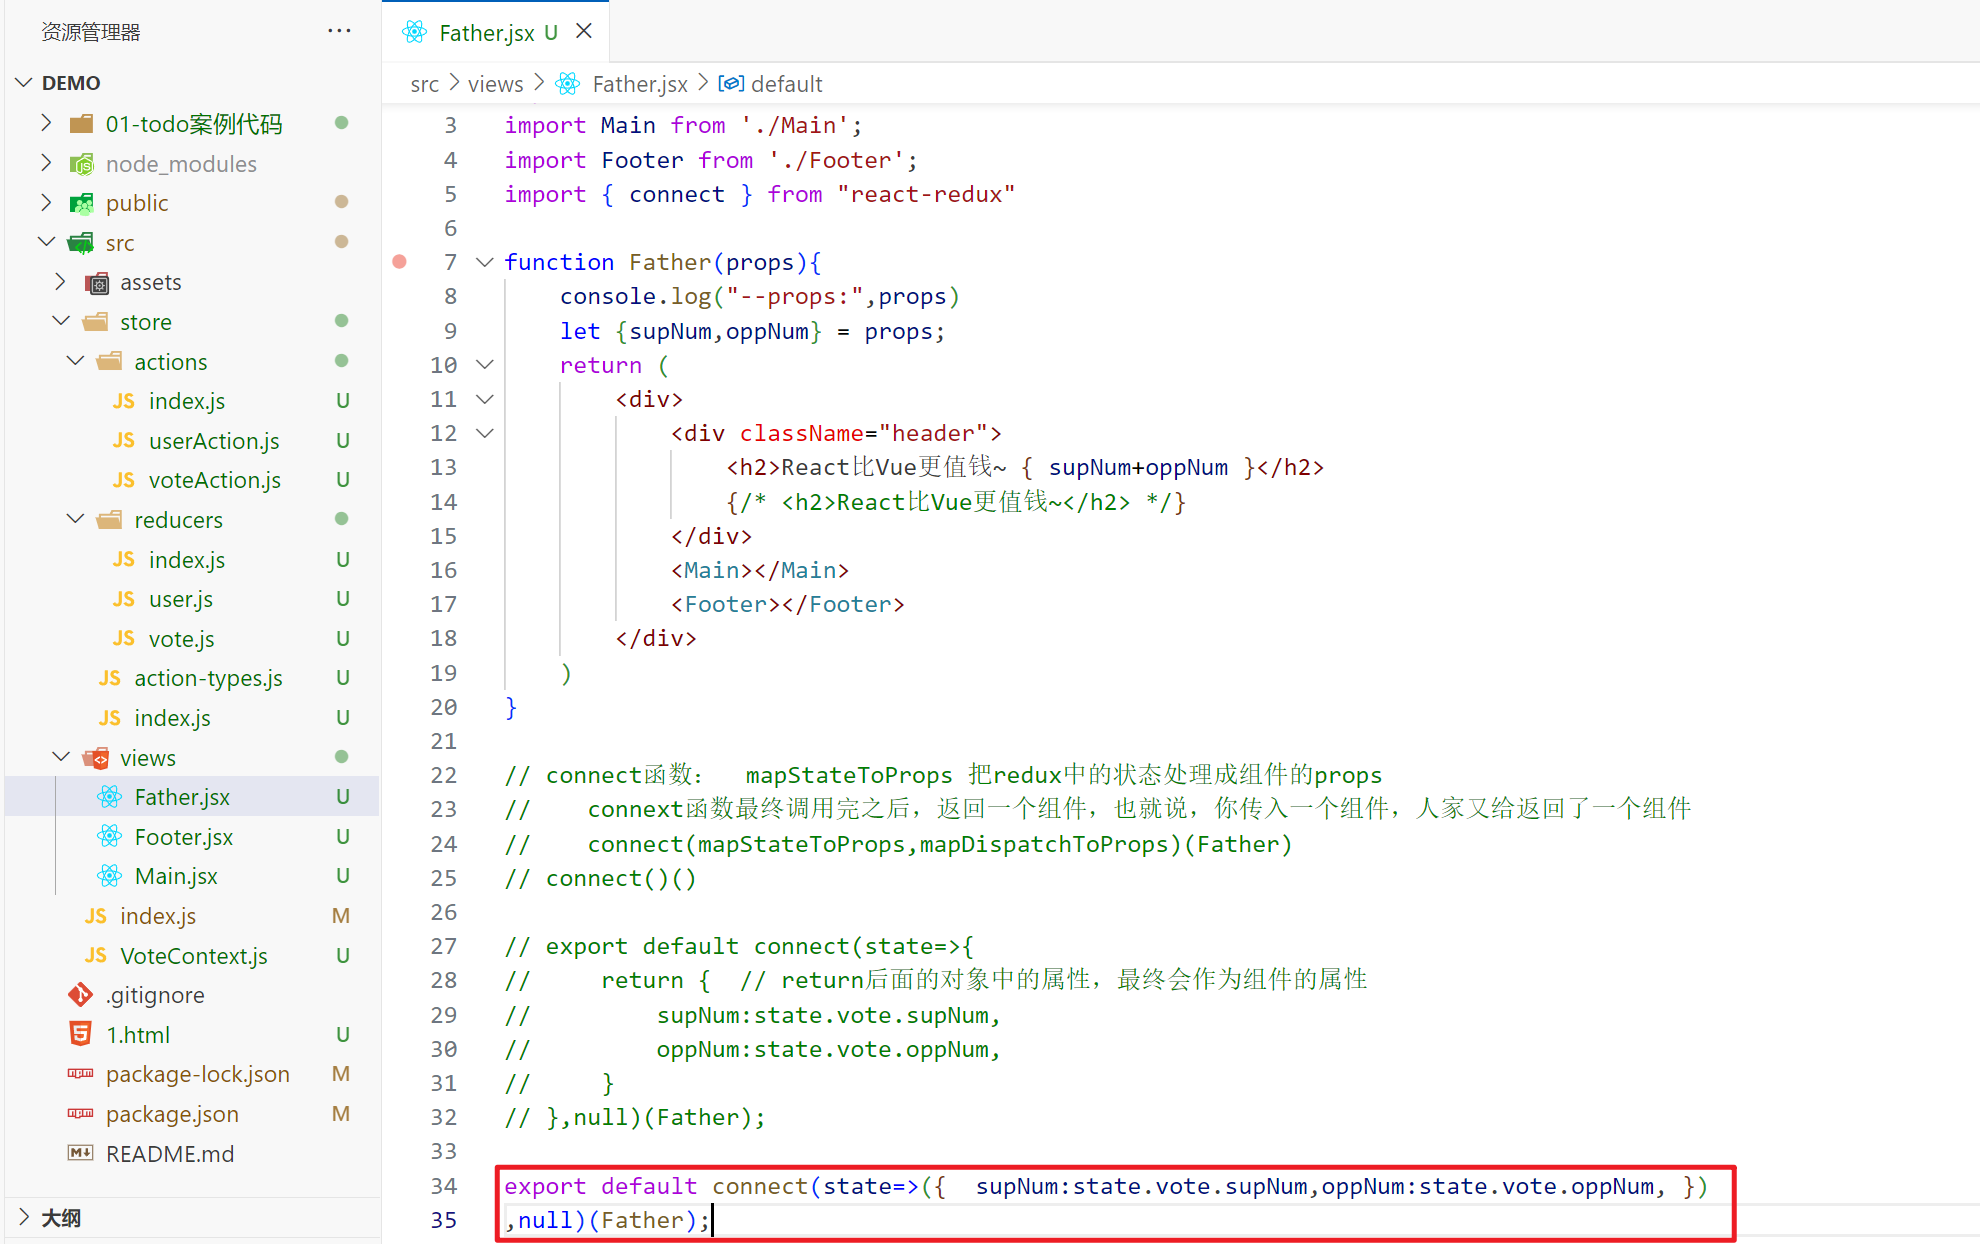 资源管理器
···
DEMO
01-todo案例代码
node_modules
public
src
assets
store
actions
JS index.js U
JS userAction.js U
JS voteAction.js U
reducers
JS index.js U
JS user.js U
JS vote.js U
JS action-types.js U
JS index.js U
views
Father.jsx U
Footer.jsx U
Main.jsx U
JS index.js M
JS VoteContext.js U
.gitignore
1.html U
package-lock.json M
package.json M
README.md
大纲
Father.jsx U
src > views > Father.jsx > default
3 import Main from './Main';
4 import Footer from './Footer';
5 import { connect } from "react-redux"
6
7 function Father(props){
8     console.log("--props:",props)
9     let {supNum,oppNum} = props;
10     return (
11         <div>
12             <div className="header">
13                 <h2>React比Vue更值钱~ { supNum+oppNum }</h2>
14                 {/* <h2>React比Vue更值钱~</h2> */}
15             </div>
16             <Main></Main>
17             <Footer></Footer>
18         </div>
19     )
20 }
21
22 // connect函数：  mapStateToProps 把redux中的状态处理成组件的props
23 //    connext函数最终调用完之后，返回一个组件，也就说，你传入一个组件，人家又给返回了一个组件
24 //    connect(mapStateToProps,mapDispatchToProps)(Father)
25 // connect()()
26
27 // export default connect(state=>{
28 //     return {  // return后面的对象中的属性，最终会作为组件的属性
29 //         supNum:state.vote.supNum,
30 //         oppNum:state.vote.oppNum,
31 //     }
32 // },null)(Father);
33
34 export default connect(state=>({  supNum:state.vote.supNum,oppNum:state.vote.oppNum, })
35 ,null)(Father);